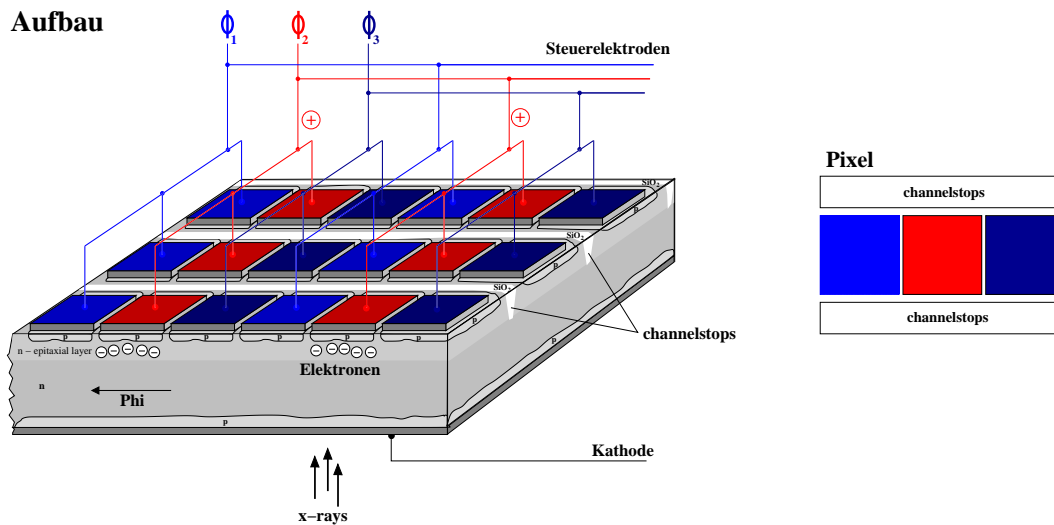 Aufbau
Φ1 Φ2 Φ3
Steuerelektroden
+ +
Pixel
channelstops
channelstops
SiO2
p
SiO2
p
SiO2
p
channelstops
p p p p p p
n – epitaxial layer
− − − − − − − − − −
Elektronen
n
Phi
p
p
Kathode
x−rays